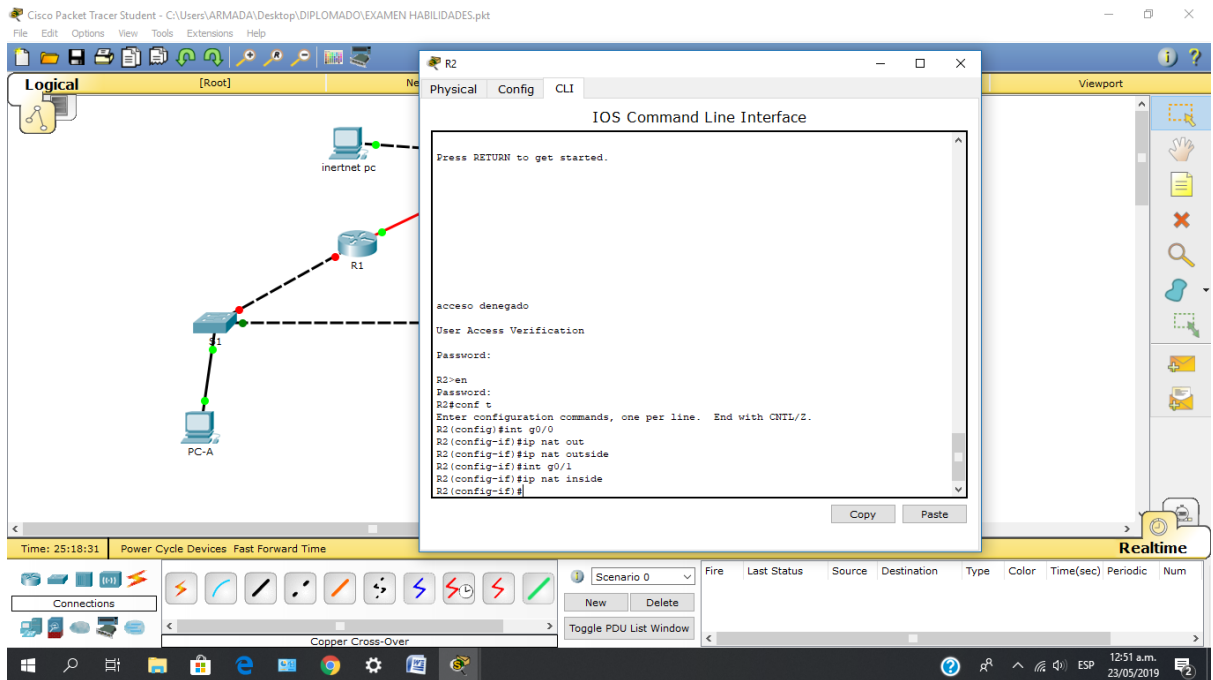 Cisco Packet Tracer Student - C:\Users\ARMADA\Desktop\DIPLOMADO\EXAMEN HABILIDADES.pkt
File Edit Options View Tools Extensions Help
Logical
[Root]
Ne
Viewport
R2
Physical Config CLI
IOS Command Line Interface
Press RETURN to get started.
acceso denegado
User Access Verification
Password:
R2>en
Password:
R2#conf t
Enter configuration commands, one per line. End with CNTL/Z.
R2(config)#int g0/0
R2(config-if)#ip nat out
R2(config-if)#ip nat outside
R2(config-if)#int g0/1
R2(config-if)#ip nat inside
R2(config-if)#
Copy Paste
inertnet pc
R1
S1
PC-A
Time: 25:18:31 Power Cycle Devices Fast Forward Time
Realtime
Connections
Copper Cross-Over
Scenario 0
New Delete
Toggle PDU List Window
Fire Last Status Source Destination Type Color Time(sec) Periodic Num
ESP
12:51 a.m.
23/05/2019
2